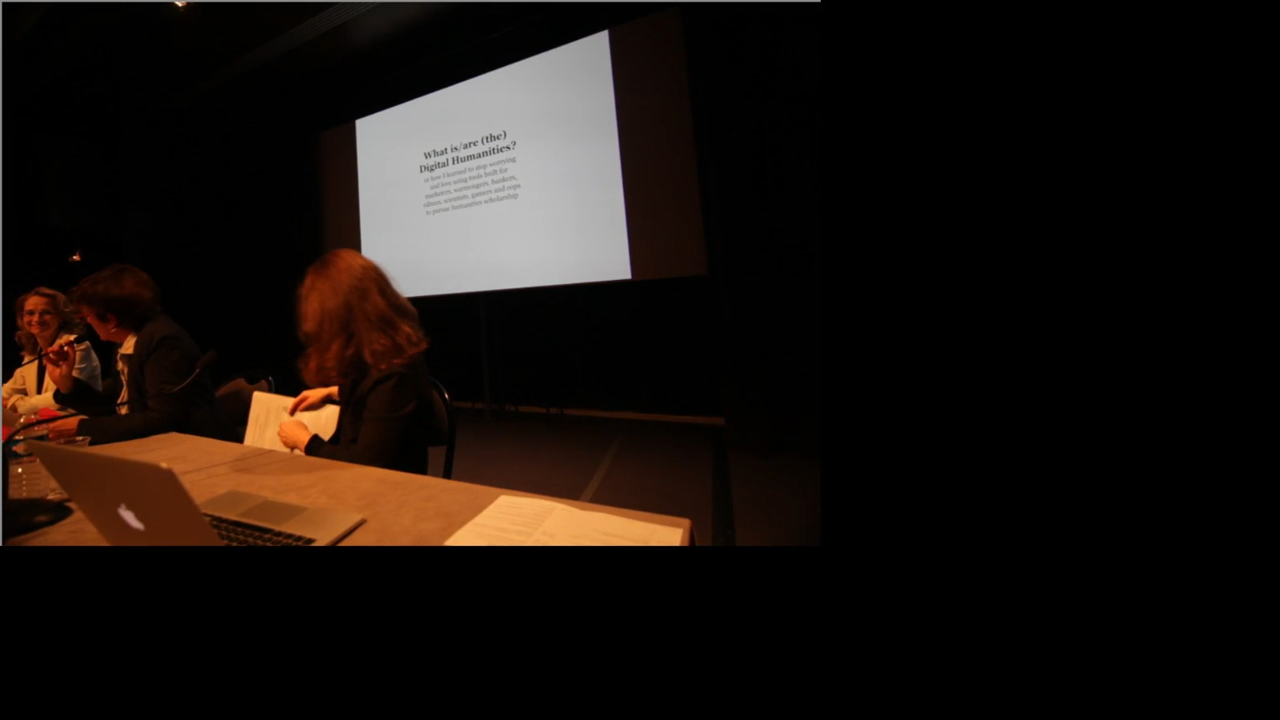 What is/are (the)
Digital Humanities?
or how I learned to stop worrying
and love using tools built for
marketers, warmongers, bankers,
editors, scientists, gamers and cops
to pursue humanities scholarship